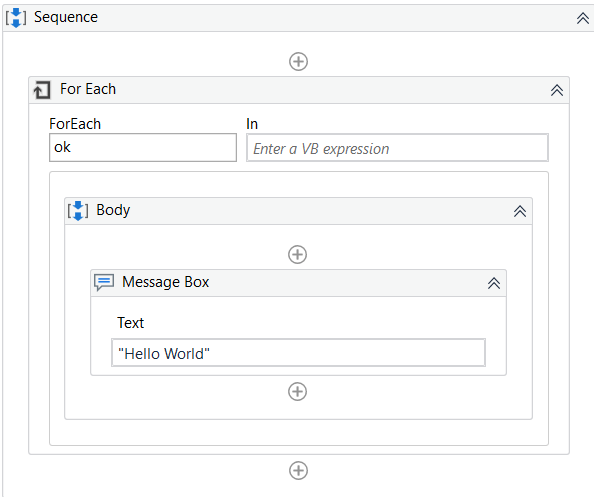 Sequence
For Each
ForEach In
ok Enter a VB expression
Body
Message Box
Text
"Hello World"